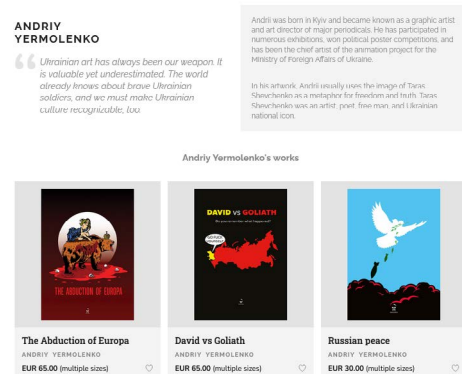 ANDRIY
YERMOLENKO
Ukrainian art has always been our weapon. It
is valuable yet underestimated. The world
already knows about brave Ukrainian
soldiers, and we must make Ukrainian
culture recognizable, too.
Andrii was born in Kyiv and became known as a graphic artist
and art director of major periodicals. He has participated in
numerous exhibitions, won political poster competitions, and
has been the chief artist of the animation project for the
Ministry of Foreign Affairs of Ukraine.
In his artwork, Andrii usually uses the image of Taras
Shevchenko as a metaphor for freedom and truth. Taras
Shevchenko was an artist, poet, free man, and Ukrainian
national icon.
Andriy Yermolenko's works
THE ABDUCTION OF EUROPA
DAVID VS GOLIATH
The Abduction of Europa
ANDRIY YERMOLENKO
EUR 65.00 (multiple sizes)
David vs Goliath
ANDRIY YERMOLENKO
EUR 65.00 (multiple sizes)
Russian peace
ANDRIY YERMOLENKO
EUR 30.00 (multiple sizes)